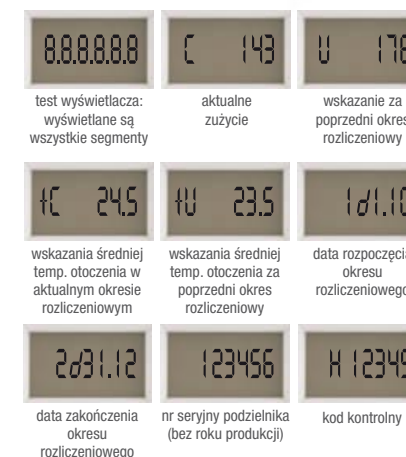 8.8.8.8.8.8
C 143
U 178
test wyświetlacza:
wyświetlane są
wszystkie segmenty
aktualne
zużycie
wskazanie za
poprzedni okres
rozliczeniowy
tC 24.5
tU 23.5
1d1.10
wskazania średniej
temp. otoczenia w
aktualnym okresie
rozliczeniowym
wskazania średniej
temp. otoczenia za
poprzedni okres
rozliczeniowy
data rozpoczęcia
okresu
rozliczeniowego
2d31.12
123456
H 12345
data zakończenia
okresu
rozliczeniowego
nr seryjny podzielnika
(bez roku produkcji)
kod kontrolny